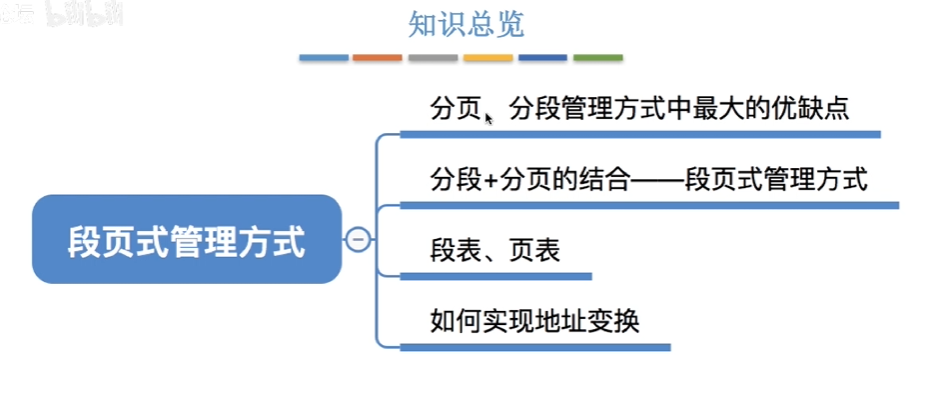 bilibili
知识总览
分页、分段管理方式中最大的优缺点
分段+分页的结合——段页式管理方式
段页式管理方式
段表、页表
如何实现地址变换